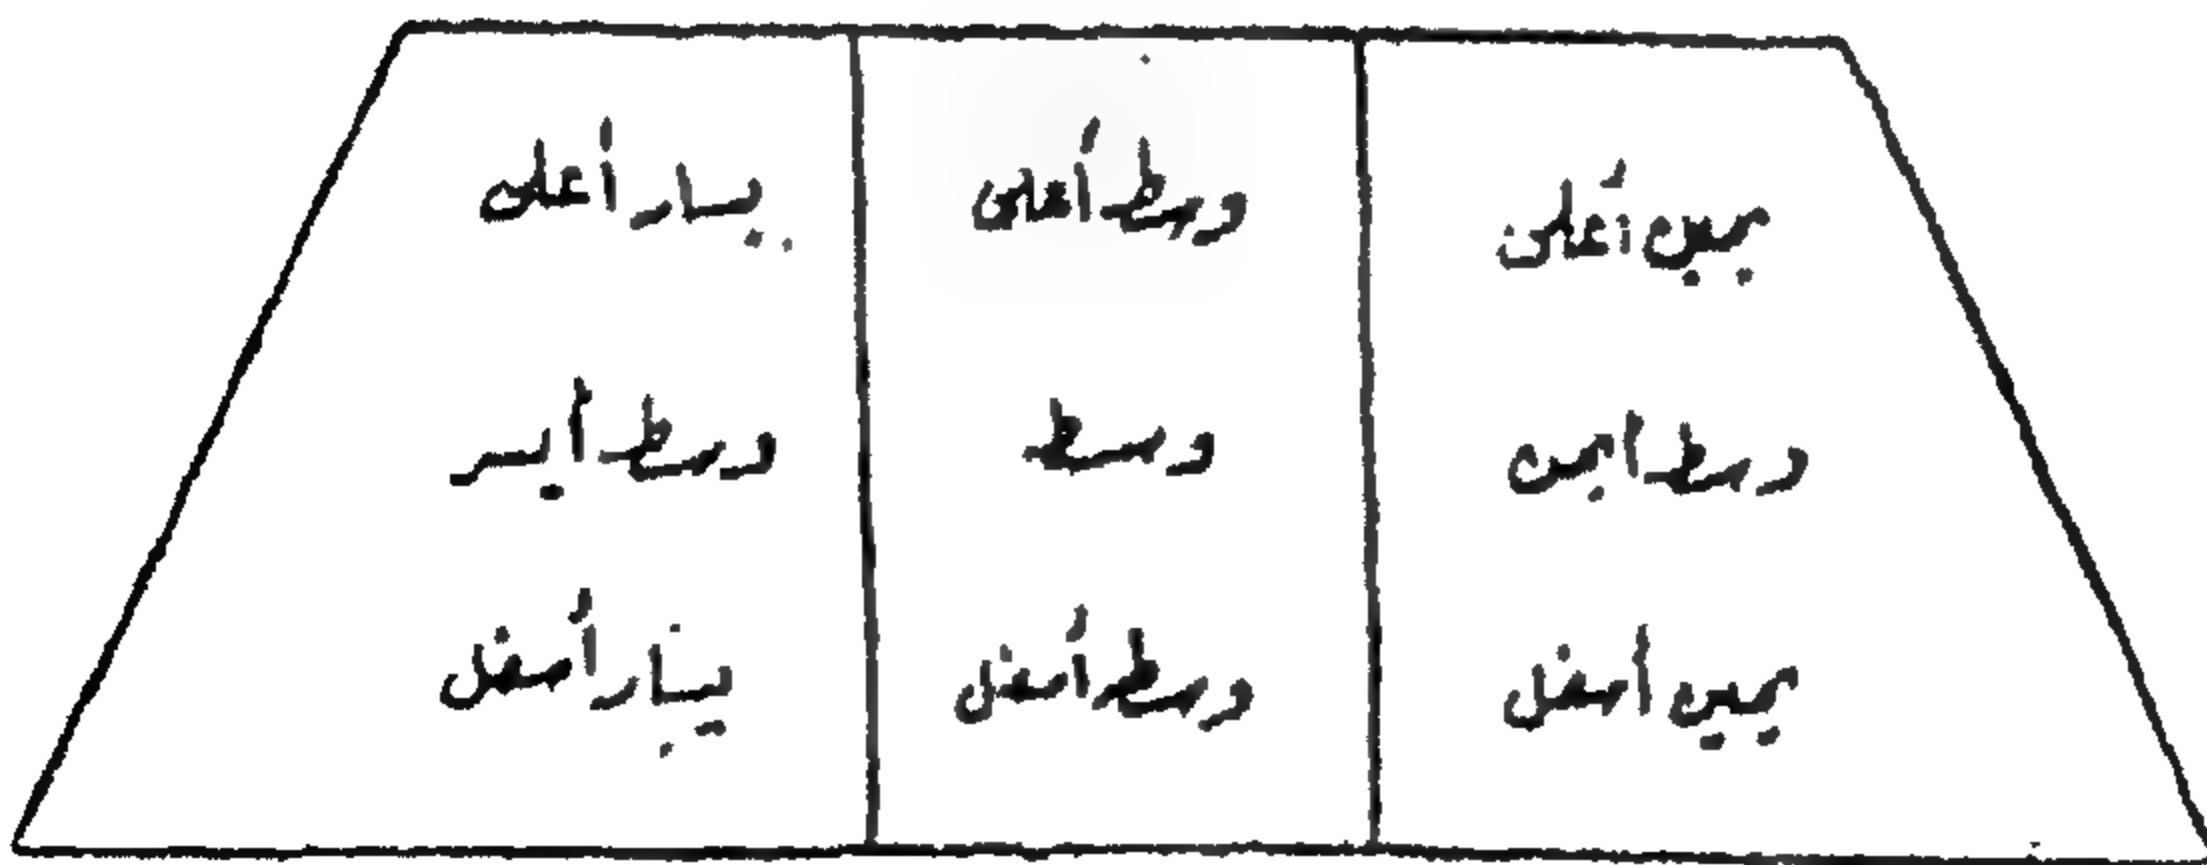 يمين أعلى
وسط أعلى
يسار أعلى
وسط أيمن
وسط
وسط أيسر
يمين أسفل
وسط أسفل
يسار أسفل